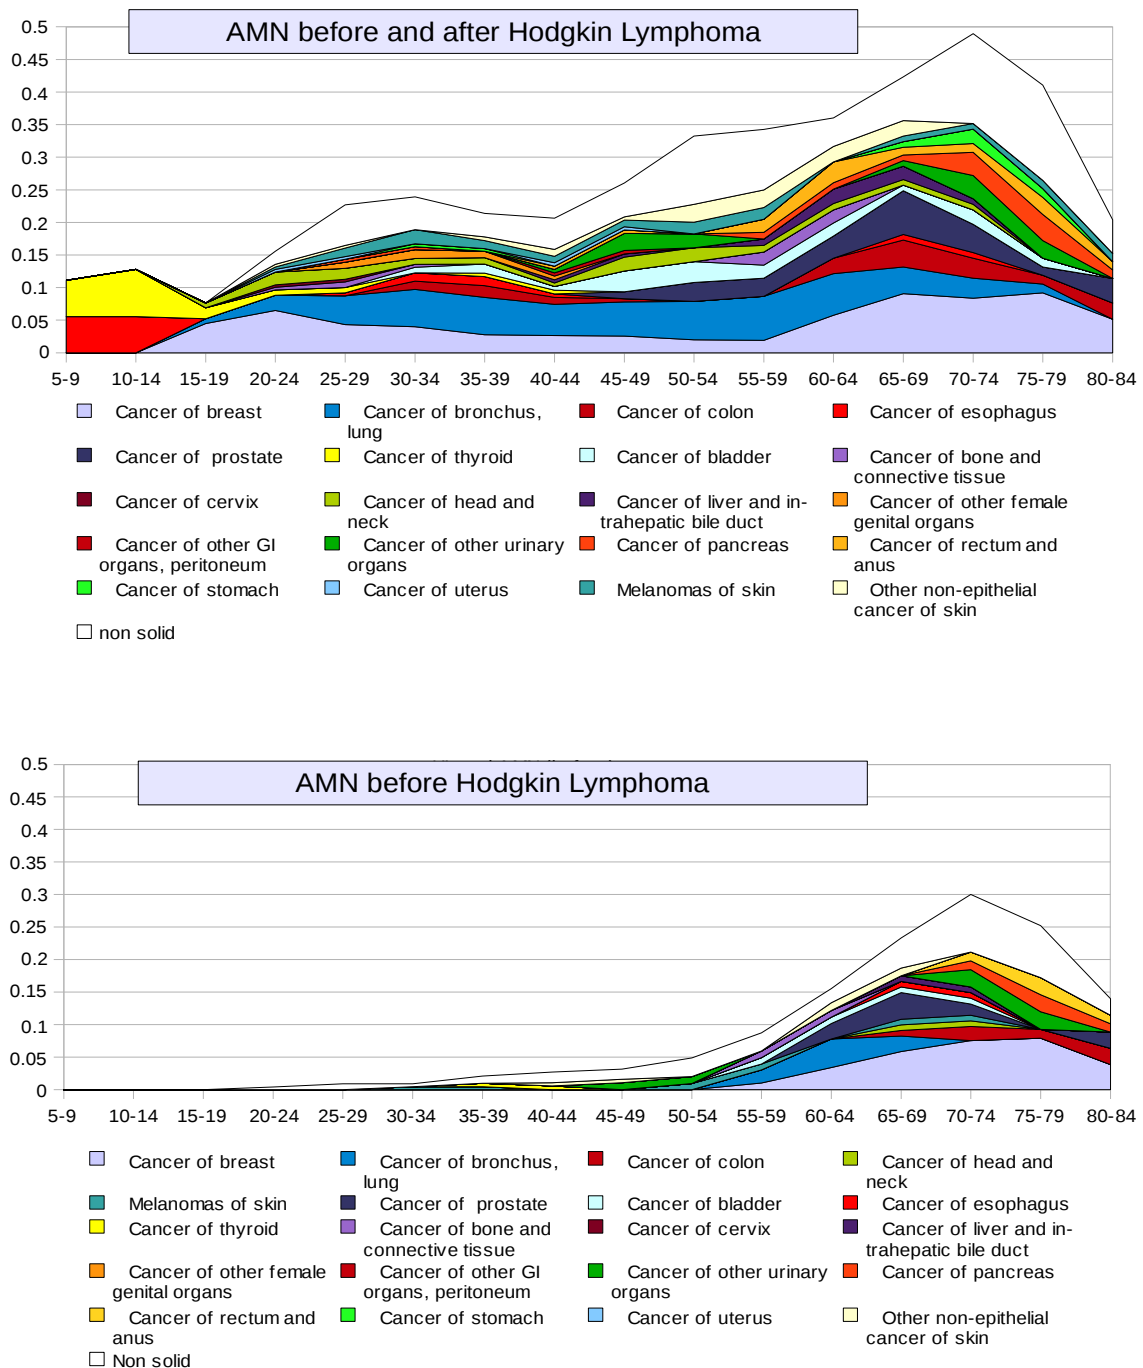 AMN before and after Hodgkin Lymphoma
0.5
0.45
0.4
0.35
0.3
0.25
0.2
0.15
0.1
0.05
0
5-9 10-14 15-19 20-24 25-29 30-34 35-39 40-44 45-49 50-54 55-59 60-64 65-69 70-74 75-79 80-84
Cancer of breast Cancer of bronchus, Cancer of colon Cancer of esophagus
lung
Cancer of prostate Cancer of thyroid Cancer of bladder Cancer of bone and
connective tissue
Cancer of cervix Cancer of head and Cancer of liver and in- Cancer of other female
neck trahepatic bile duct genital organs
Cancer of other GI Cancer of other urinary Cancer of pancreas Cancer of rectum and
organs, peritoneum organs anus
Cancer of stomach Cancer of uterus Melanomas of skin Other non-epithelial
cancer of skin
non solid
AMN before Hodgkin Lymphoma
0.5
0.45
0.4
0.35
0.3
0.25
0.2
0.15
0.1
0.05
0
5-9 10-14 15-19 20-24 25-29 30-34 35-39 40-44 45-49 50-54 55-59 60-64 65-69 70-74 75-79 80-84
Cancer of breast Cancer of bronchus, Cancer of colon Cancer of head and
lung neck
Melanomas of skin Cancer of prostate Cancer of bladder Cancer of esophagus
Cancer of thyroid Cancer of bone and Cancer of cervix Cancer of liver and in-
connective tissue trahepatic bile duct
Cancer of other female Cancer of other GI Cancer of other urinary Cancer of pancreas
genital organs organs, peritoneum organs
Cancer of rectum and Cancer of stomach Cancer of uterus Other non-epithelial
anus cancer of skin
Non solid